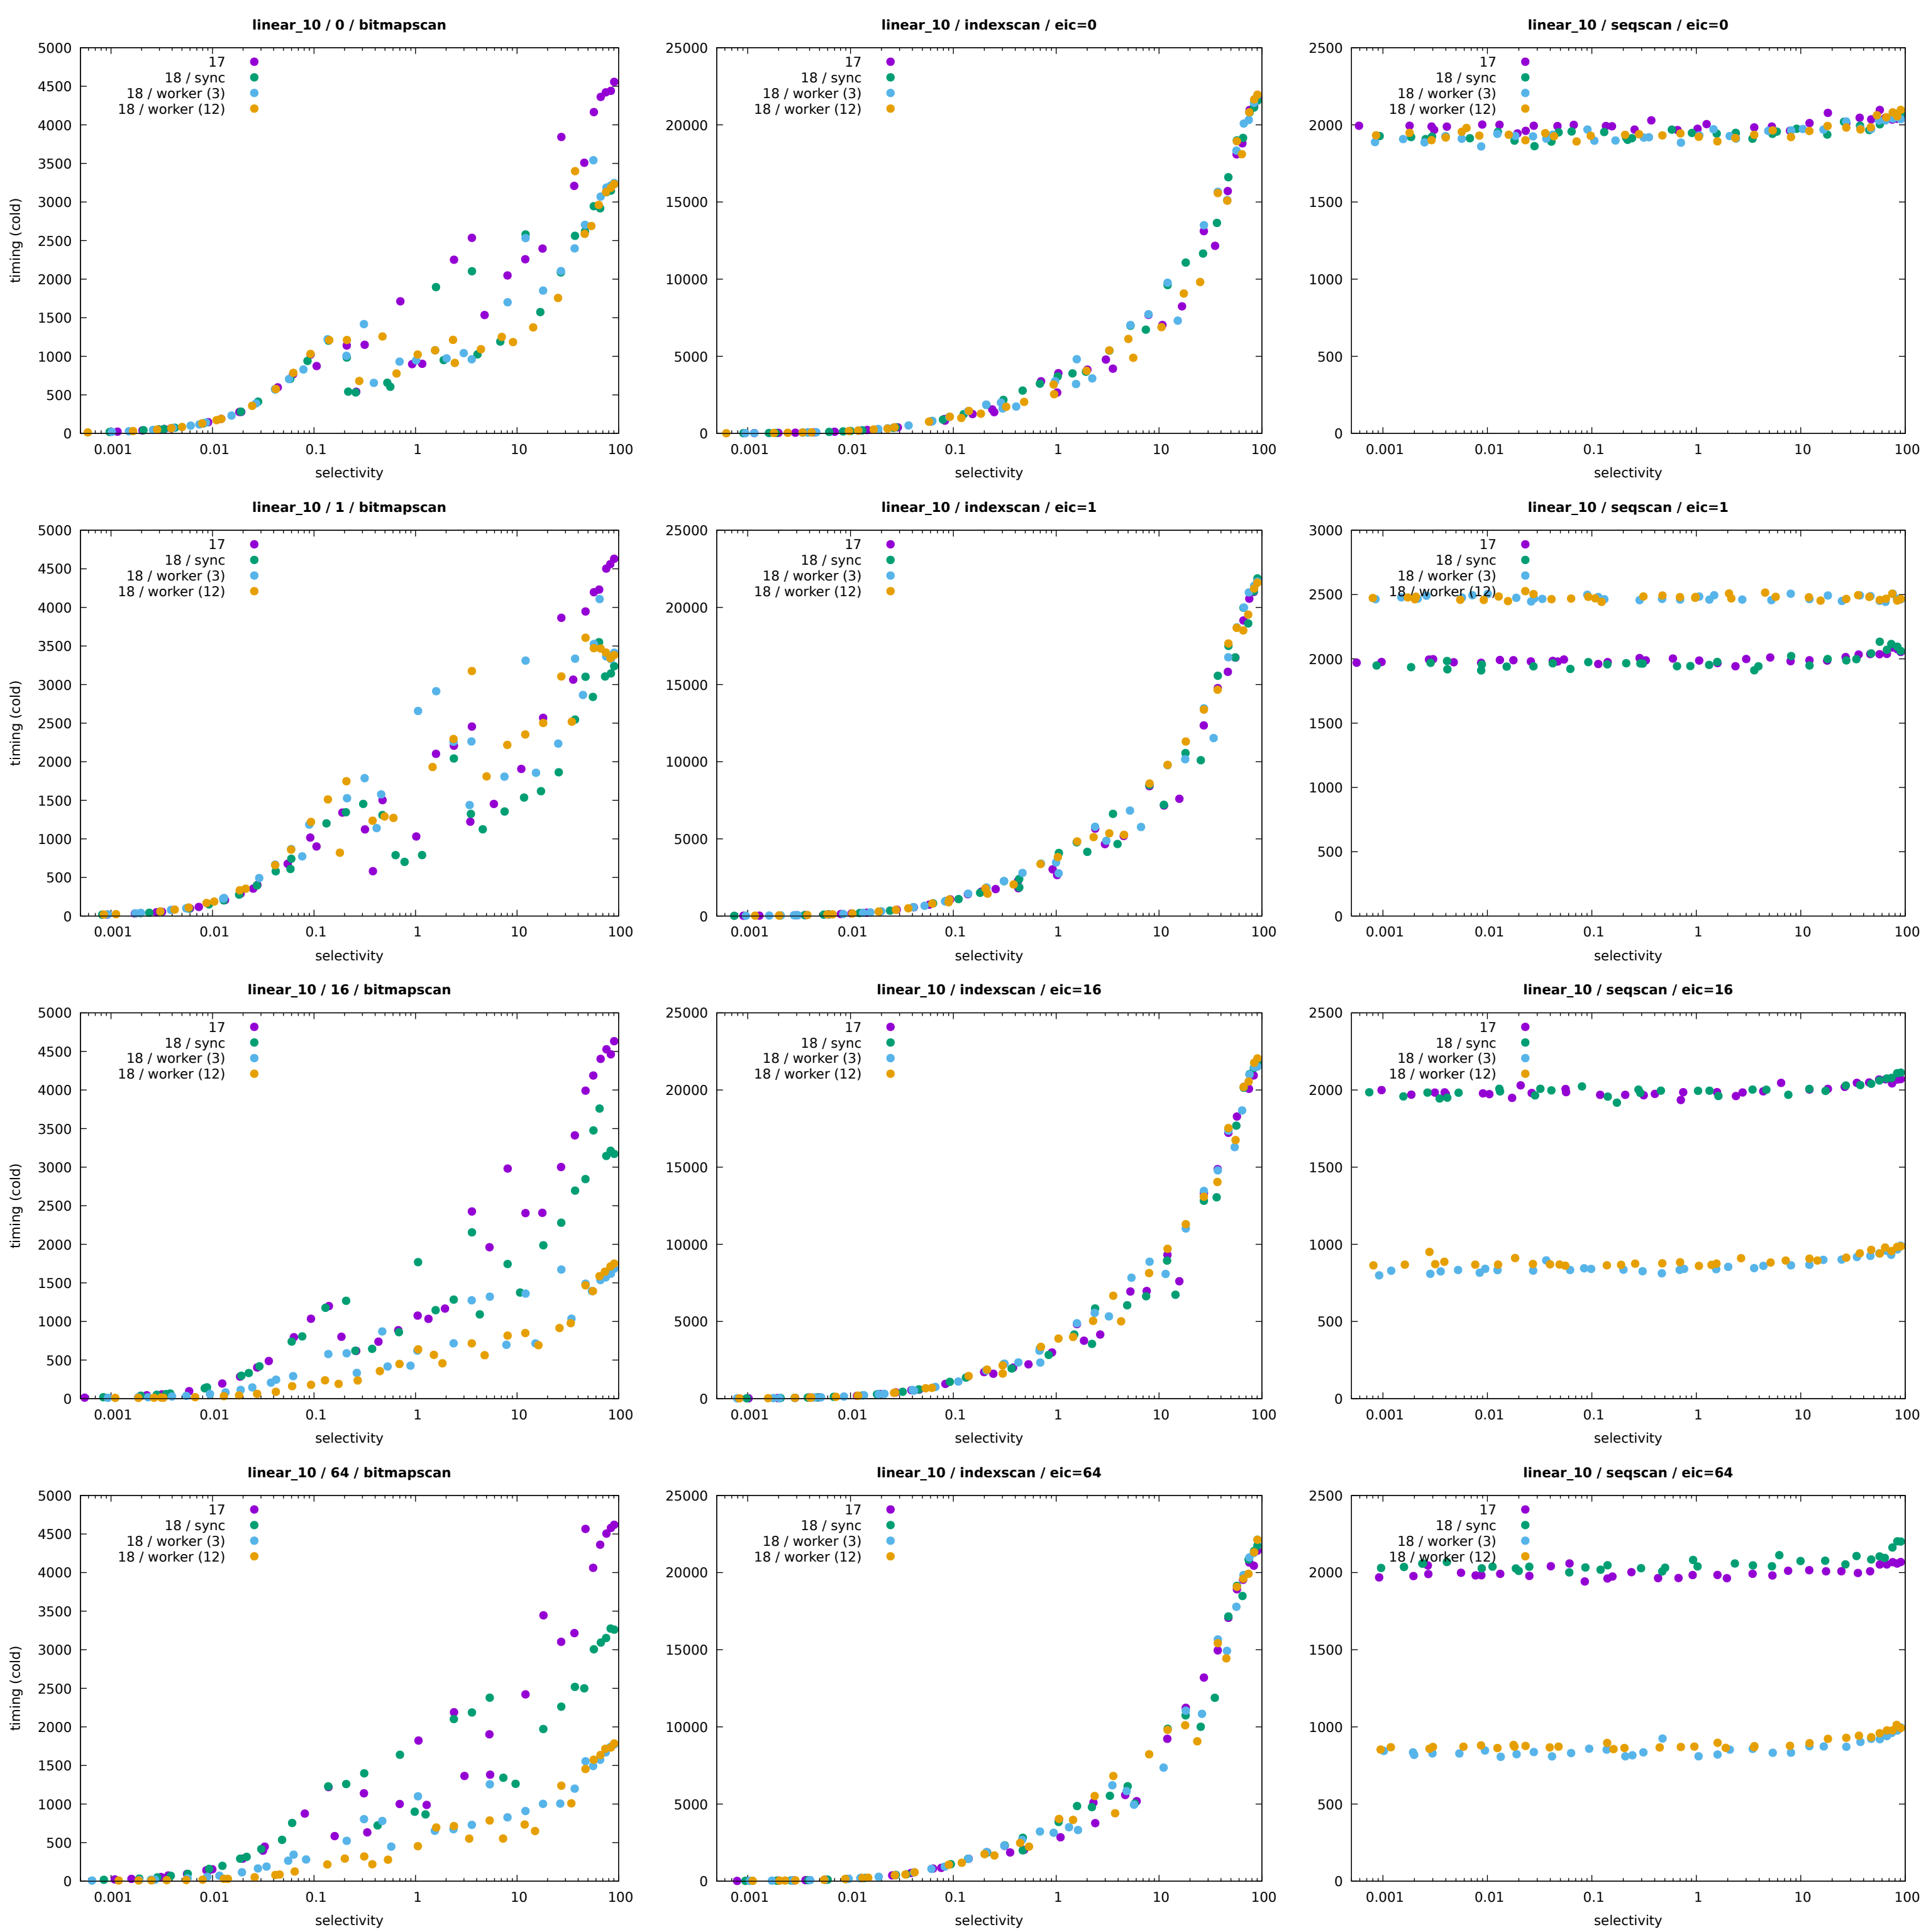 linear_10 / 0 / bitmapscan
17
18 / sync
18 / worker (3)
18 / worker (12)
5000
4500
4000
3500
3000
2500
2000
1500
1000
500
0
timing (cold)
0.001 0.01 0.1 1 10 100
selectivity
linear_10 / indexscan / eic=0
17
18 / sync
18 / worker (3)
18 / worker (12)
25000
20000
15000
10000
5000
0
0.001 0.01 0.1 1 10 100
selectivity
linear_10 / seqscan / eic=0
17
18 / sync
18 / worker (3)
18 / worker (12)
2500
2000
1500
1000
500
0
0.001 0.01 0.1 1 10 100
selectivity
linear_10 / 1 / bitmapscan
17
18 / sync
18 / worker (3)
18 / worker (12)
5000
4500
4000
3500
3000
2500
2000
1500
1000
500
0
timing (cold)
0.001 0.01 0.1 1 10 100
selectivity
linear_10 / indexscan / eic=1
17
18 / sync
18 / worker (3)
18 / worker (12)
25000
20000
15000
10000
5000
0
0.001 0.01 0.1 1 10 100
selectivity
linear_10 / seqscan / eic=1
17
18 / sync
18 / worker (3)
18 / worker (12)
3000
2500
2000
1500
1000
500
0
0.001 0.01 0.1 1 10 100
selectivity
linear_10 / 16 / bitmapscan
17
18 / sync
18 / worker (3)
18 / worker (12)
5000
4500
4000
3500
3000
2500
2000
1500
1000
500
0
timing (cold)
0.001 0.01 0.1 1 10 100
selectivity
linear_10 / indexscan / eic=16
17
18 / sync
18 / worker (3)
18 / worker (12)
25000
20000
15000
10000
5000
0
0.001 0.01 0.1 1 10 100
selectivity
linear_10 / seqscan / eic=16
17
18 / sync
18 / worker (3)
18 / worker (12)
2500
2000
1500
1000
500
0
0.001 0.01 0.1 1 10 100
selectivity
linear_10 / 64 / bitmapscan
17
18 / sync
18 / worker (3)
18 / worker (12)
5000
4500
4000
3500
3000
2500
2000
1500
1000
500
0
timing (cold)
0.001 0.01 0.1 1 10 100
selectivity
linear_10 / indexscan / eic=64
17
18 / sync
18 / worker (3)
18 / worker (12)
25000
20000
15000
10000
5000
0
0.001 0.01 0.1 1 10 100
selectivity
linear_10 / seqscan / eic=64
17
18 / sync
18 / worker (3)
18 / worker (12)
2500
2000
1500
1000
500
0
0.001 0.01 0.1 1 10 100
selectivity